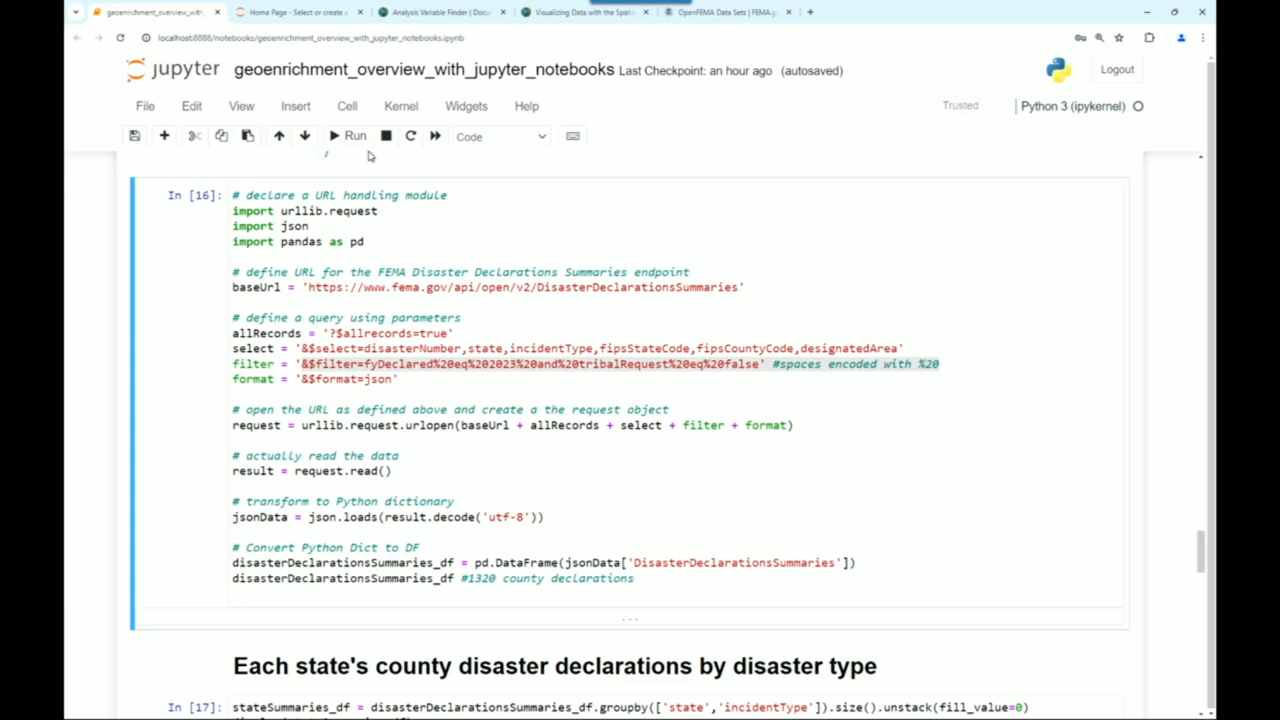 geoenrichment_overview_with_
Home Page - Select or create a
Analysis Variable Finder | Docu
Visualizing Data with the Spati
OpenFEMA Data Sets | FEMA.g
localhost:8888/notebooks/geoenrichment_overview_with_jupyter_notebooks.ipynb
jupyter geoenrichment_overview_with_jupyter_notebooks Last Checkpoint: an hour ago (autosaved)
Logout
File Edit View Insert Cell Kernel Widgets Help
Trusted
Python 3 (ipykernel)
Run
Code
In [16]:
# declare a URL handling module
import urllib.request
import json
import pandas as pd
# define URL for the FEMA Disaster Declarations Summaries endpoint
baseUrl = 'https://www.fema.gov/api/open/v2/DisasterDeclarationsSummaries'
# define a query using parameters
allRecords = '?$allrecords=true'
select = '&$select=disasterNumber,state,incidentType,fipsStateCode,fipsCountyCode,designatedArea'
filter = '&$filter=fyDeclared%20eq%202023%20and%20tribalRequest%20eq%20false' #spaces encoded with %20
format = '&$format=json'
# open the URL as defined above and create a the request object
request = urllib.request.urlopen(baseUrl + allRecords + select + filter + format)
# actually read the data
result = request.read()
# transform to Python dictionary
jsonData = json.loads(result.decode('utf-8'))
# Convert Python Dict to DF
disasterDeclarationsSummaries_df = pd.DataFrame(jsonData['DisasterDeclarationsSummaries'])
disasterDeclarationsSummaries_df #1320 county declarations
...
Each state's county disaster declarations by disaster type
In [17]:
stateSummaries_df = disasterDeclarationsSummaries_df.groupby(['state','incidentType']).size().unstack(fill_value=0)